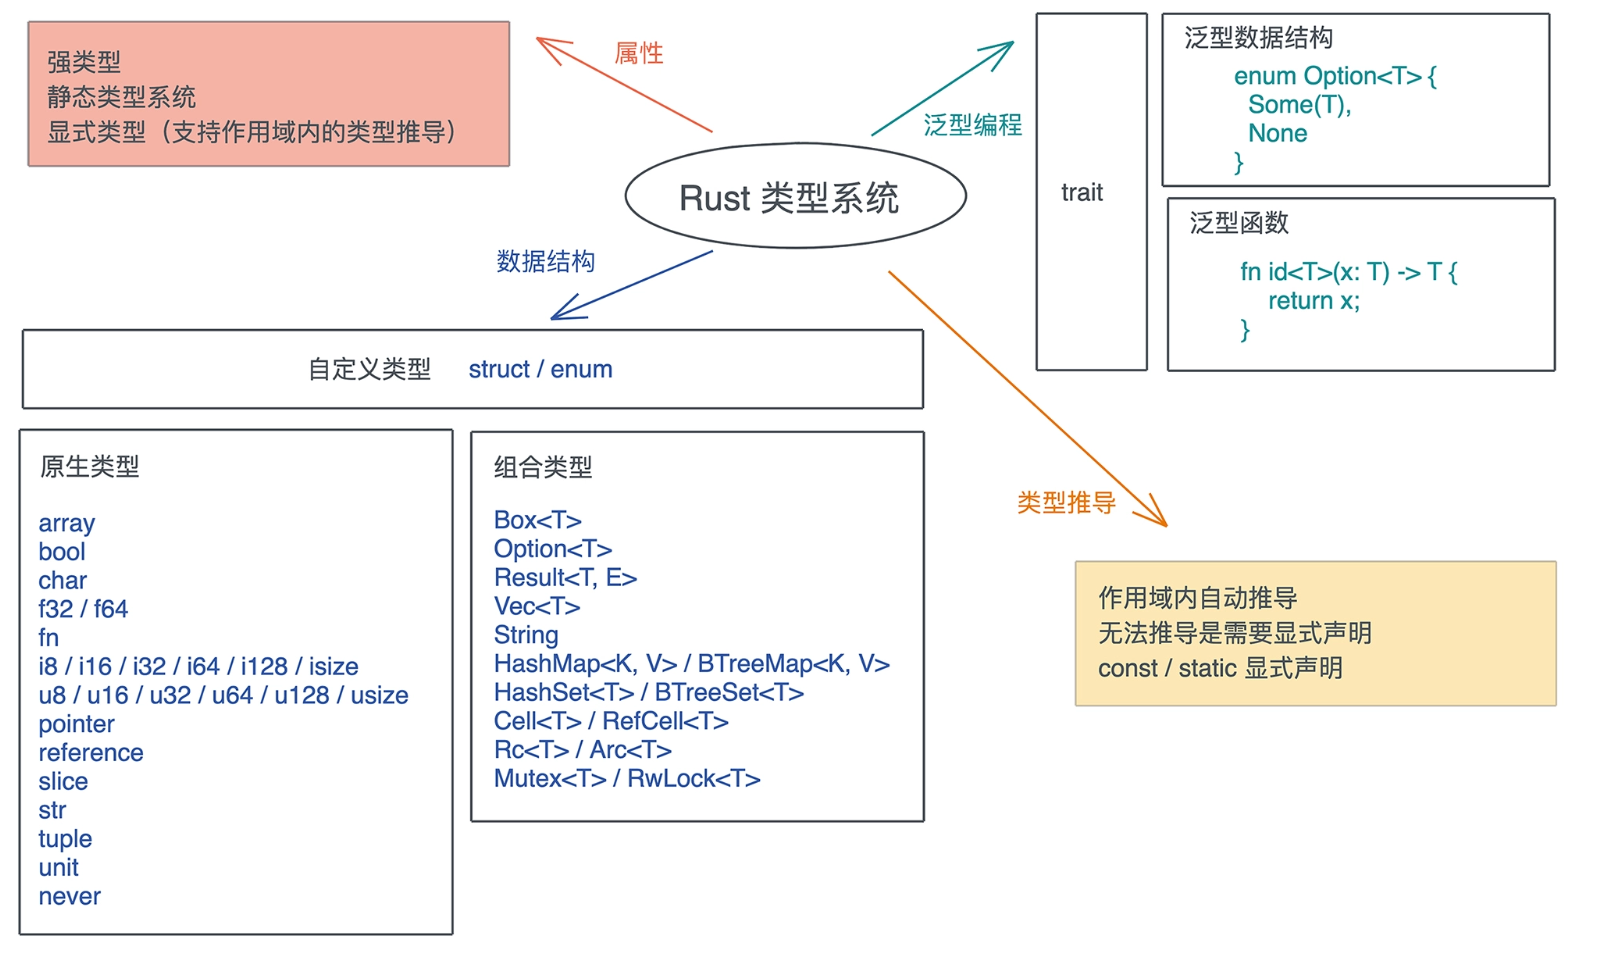 强类型
静态类型系统
显式类型（支持作用域内的类型推导）
属性
泛型编程
Rust 类型系统
数据结构
类型推导
trait
泛型数据结构
enum Option<T> {
Some(T),
None
}
泛型函数
fn id<T>(x: T) -> T {
return x;
}
自定义类型 struct / enum
原生类型
array
bool
char
f32 / f64
fn
i8 / i16 / i32 / i64 / i128 / isize
u8 / u16 / u32 / u64 / u128 / usize
pointer
reference
slice
str
tuple
unit
never
组合类型
Box<T>
Option<T>
Result<T, E>
Vec<T>
String
HashMap<K, V> / BTreeMap<K, V>
HashSet<T> / BTreeSet<T>
Cell<T> / RefCell<T>
Rc<T> / Arc<T>
Mutex<T> / RwLock<T>
作用域内自动推导
无法推导是需要显式声明
const / static 显式声明